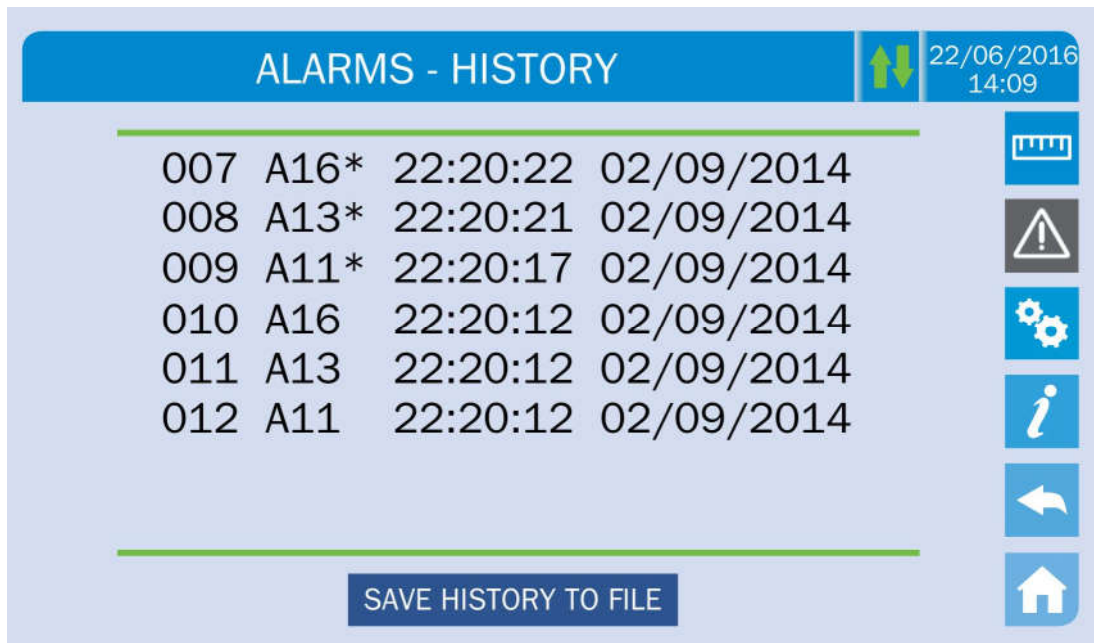 ALARMS - HISTORY
22/06/2016
14:09
007 A16* 22:20:22 02/09/2014
008 A13* 22:20:21 02/09/2014
009 A11* 22:20:17 02/09/2014
010 A16 22:20:12 02/09/2014
011 A13 22:20:12 02/09/2014
012 A11 22:20:12 02/09/2014
SAVE HISTORY TO FILE